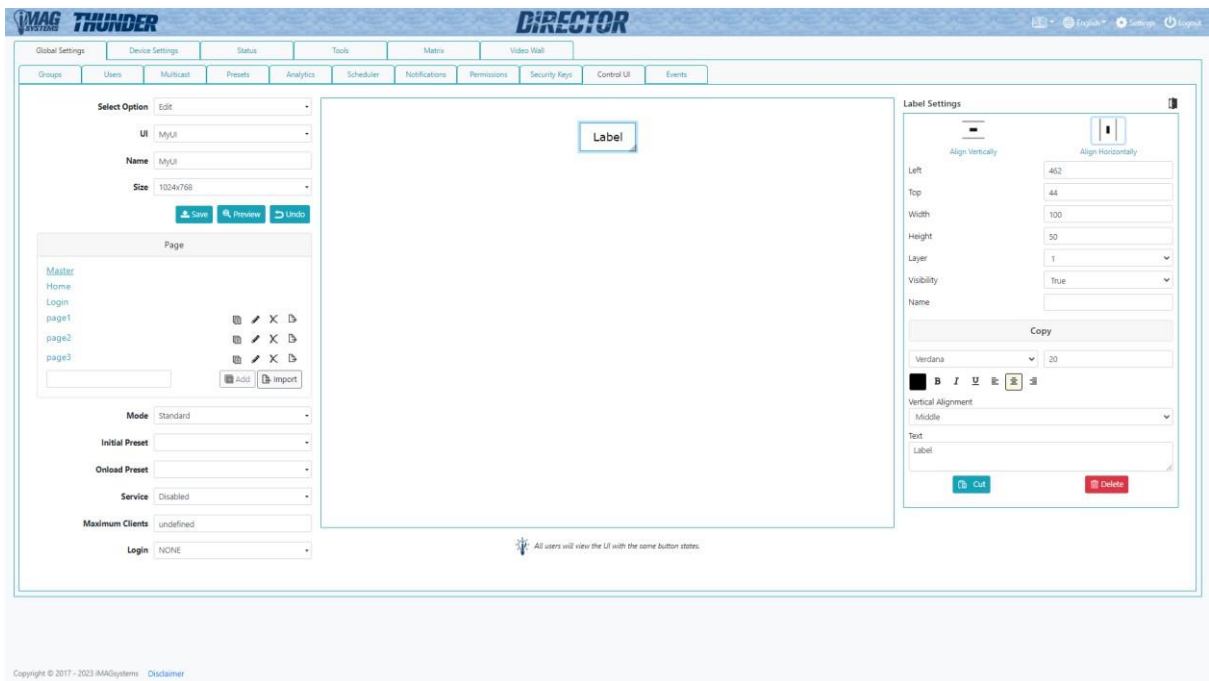 iMAG SYSTEMS THUNDER DiRECTOR English Settings Logout
Global Settings Device Settings Status Tools Matrix Video Wall
Groups Users Multicast Presets Analytics Scheduler Notifications Permissions Security Keys Control UI Events
Select Option Edit
UI MyUI
Name MyUI
Size 1024x768
Save Preview Undo
Page
Master
Home
Login
page1
page2
page3
Add Import
Mode Standard
Initial Preset
Onload Preset
Service Disabled
Maximum Clients undefined
Login NONE
Label
All users will view the UI with the same button states.
Label Settings
Align Vertically Align Horizontally
Left 462
Top 44
Width 100
Height 50
Layer 1
Visibility True
Name
Copy
Verdana 20
B I U
Vertical Alignment
Middle
Text
Label
Cut Delete
Copyright © 2017 - 2023 iMAGsystems Disclaimer